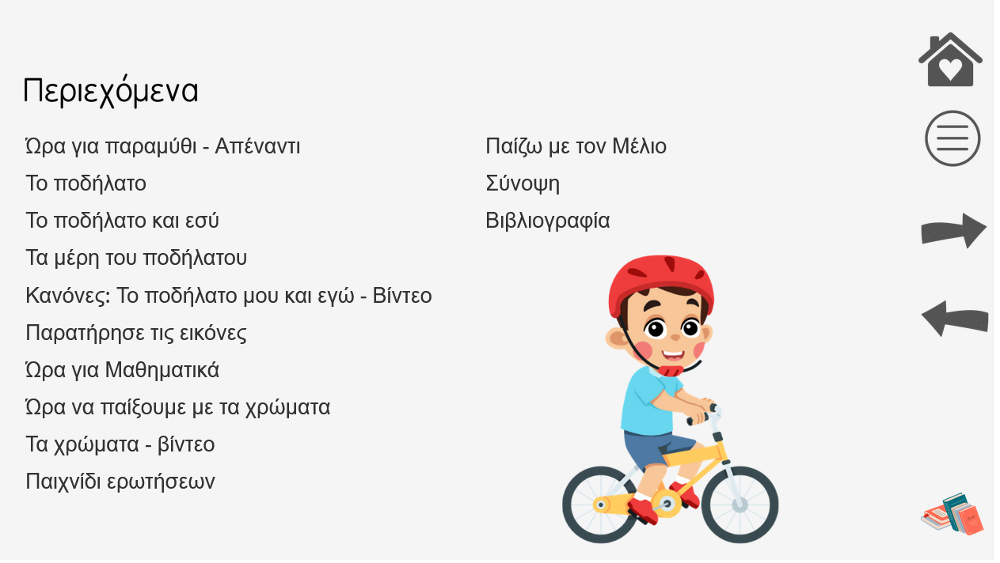 Περιεχόμενα
Ώρα για παραμύθι - Απέναντι
Το ποδήλατο
Το ποδήλατο και εσύ
Τα μέρη του ποδήλατου
Κανόνες: Το ποδήλατο μου και εγώ - Βίντεο
Παρατήρησε τις εικόνες
Ώρα για Μαθηματικά
Ώρα να παίξουμε με τα χρώματα
Τα χρώματα - βίντεο
Παιχνίδι ερωτήσεων
Παίζω με τον Μέλιο
Σύνοψη
Βιβλιογραφία